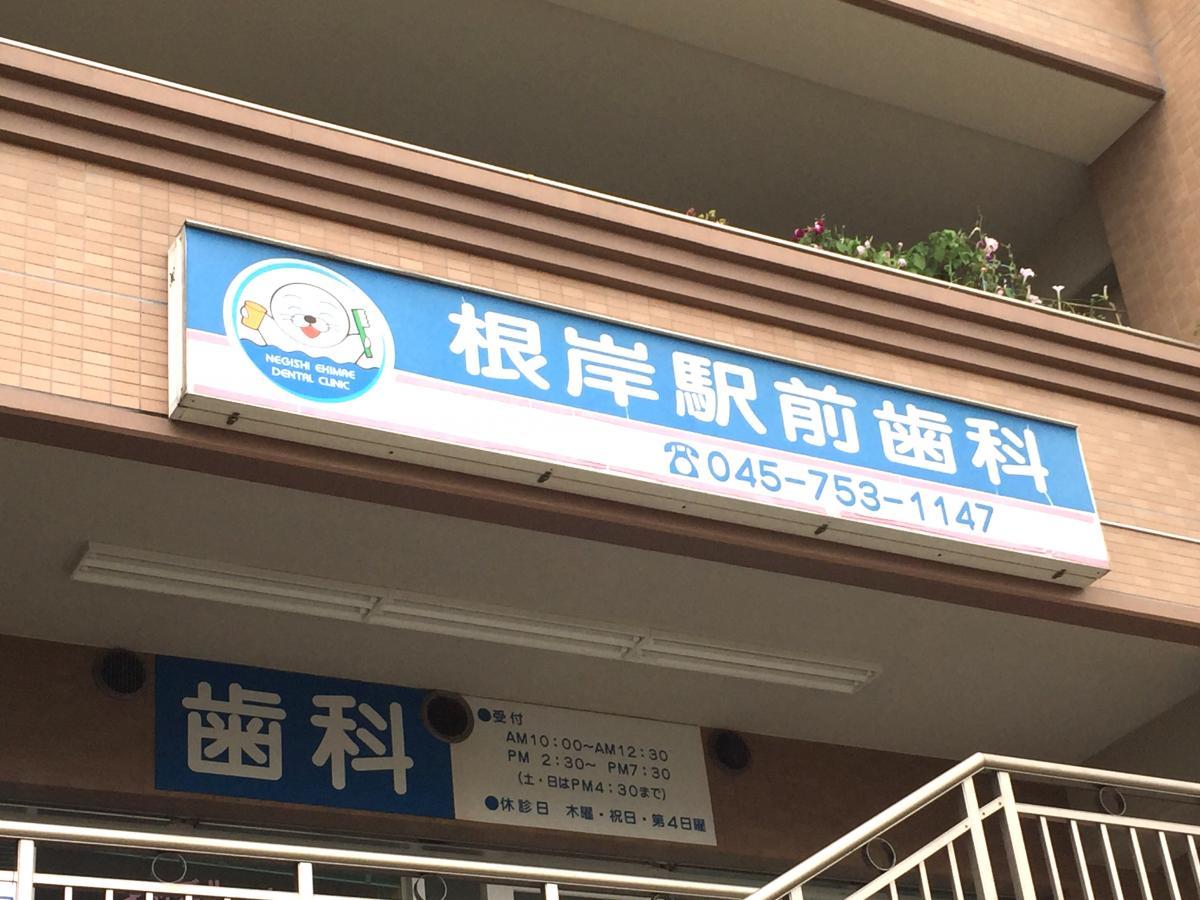 根岸駅前歯科
NEGISHI EKIMAE
DENTAL CLINIC
☎045-753-1147
歯科
●受付
AM10:00〜AM12:30
PM 2:30〜 PM7:30
(土・日はPM4:30まで)
●休診日 木曜・祝日・第4日曜